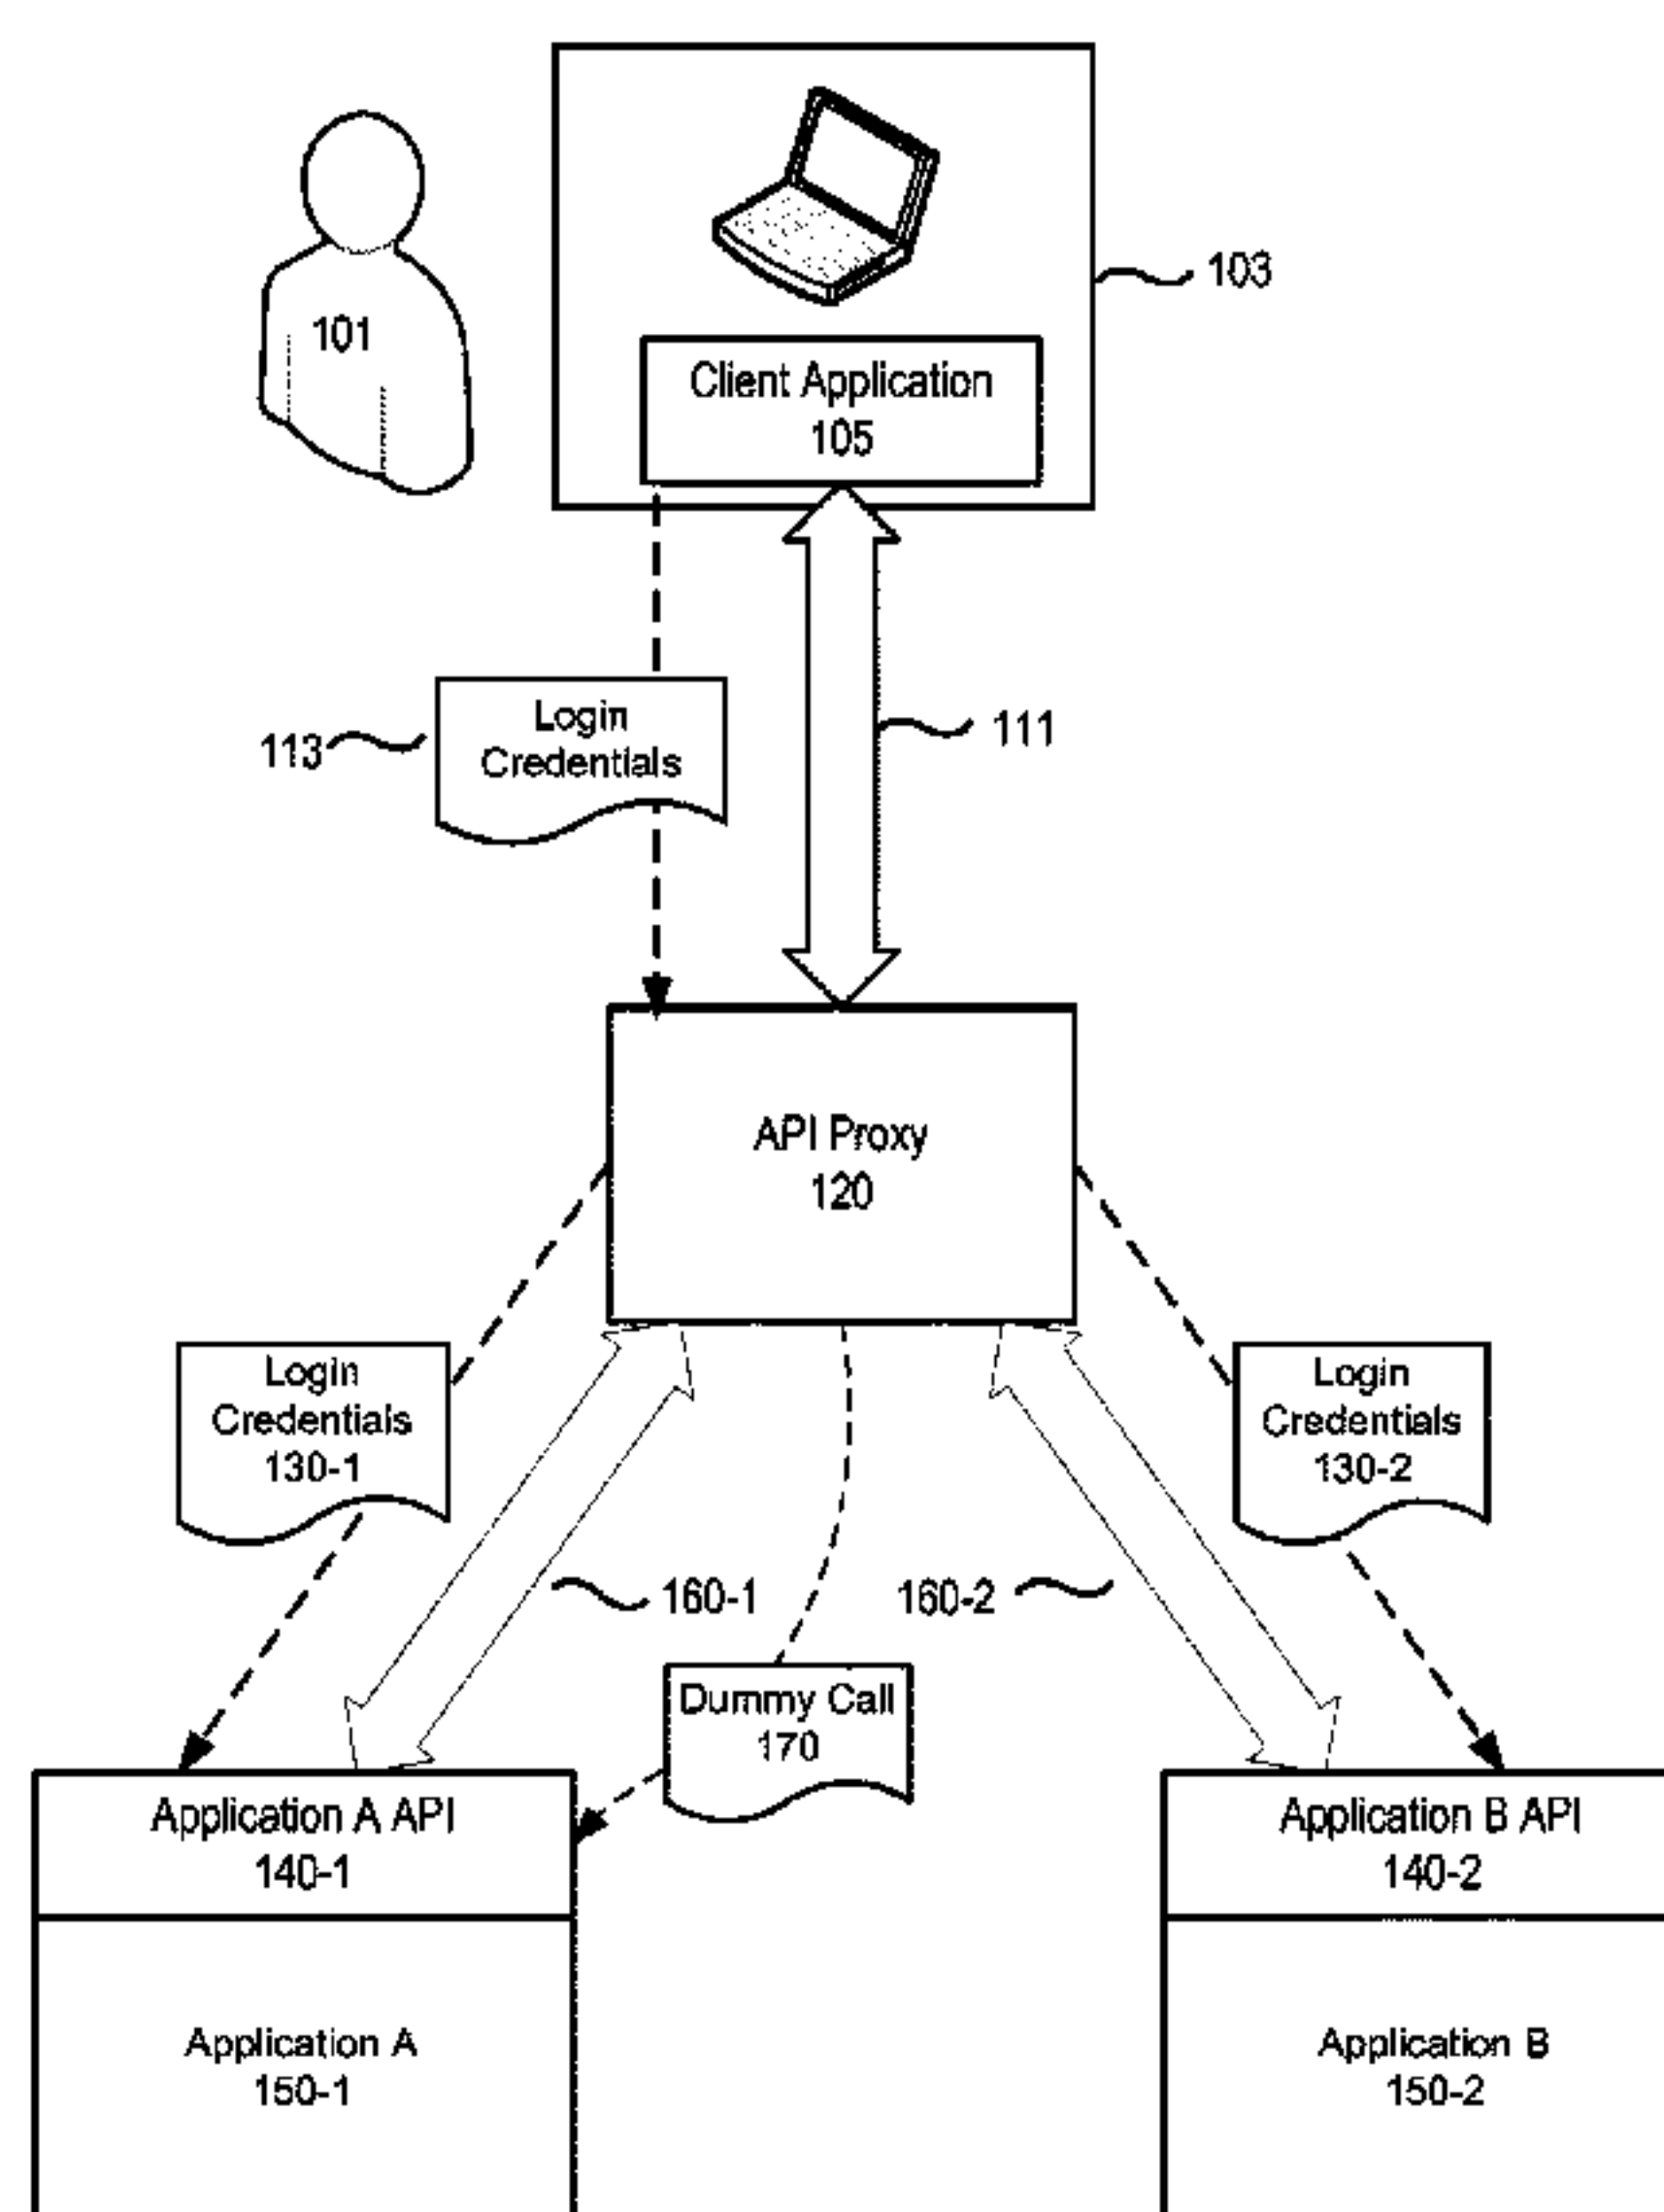 103
101
Client Application
105
Login
Credentials
113
111
API Proxy
120
Login
Credentials
130-1
Login
Credentials
130-2
160-1
160-2
Dummy Call
170
Application A API
140-1
Application B API
140-2
Application A
150-1
Application B
150-2